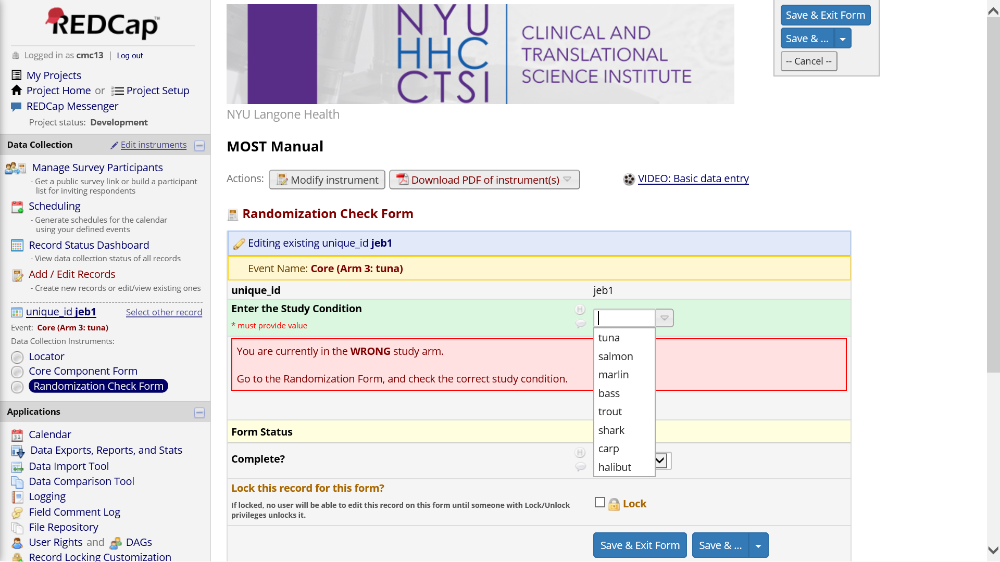 REDCap™
Logged in as cmc13 | Log out
My Projects
Project Home or Project Setup
REDCap Messenger
Project status: Development
Data Collection Edit instruments
Manage Survey Participants
- Get a public survey link or build a participant
list for inviting respondents
Scheduling
- Generate schedules for the calendar
using your defined events
Record Status Dashboard
- View data collection status of all records
Add / Edit Records
- Create new records or edit/view existing ones
unique_id jeb1 Select other record
Event: Core (Arm 3: tuna)
Data Collection Instruments:
Locator
Core Component Form
Randomization Check Form
Applications
Calendar
Data Exports, Reports, and Stats
Data Import Tool
Data Comparison Tool
Logging
Field Comment Log
File Repository
User Rights and DAGs
Record Locking Customization
NYU
HHC
CTSI
CLINICAL AND
TRANSLATIONAL
SCIENCE INSTITUTE
NYU Langone Health
MOST Manual
Actions: Modify instrument Download PDF of instrument(s) VIDEO: Basic data entry
Randomization Check Form
Editing existing unique_id jeb1
Event Name: Core (Arm 3: tuna)
unique_id jeb1
Enter the Study Condition
* must provide value
tuna
salmon
marlin
bass
trout
shark
carp
halibut
You are currently in the WRONG study arm.
Go to the Randomization Form, and check the correct study condition.
Form Status
Complete?
Lock this record for this form?
If locked, no user will be able to edit this record on this form until someone with Lock/Unlock
privileges unlocks it.
Lock
Save & Exit Form Save & ...
Save & Exit Form
Save & ...
-- Cancel --